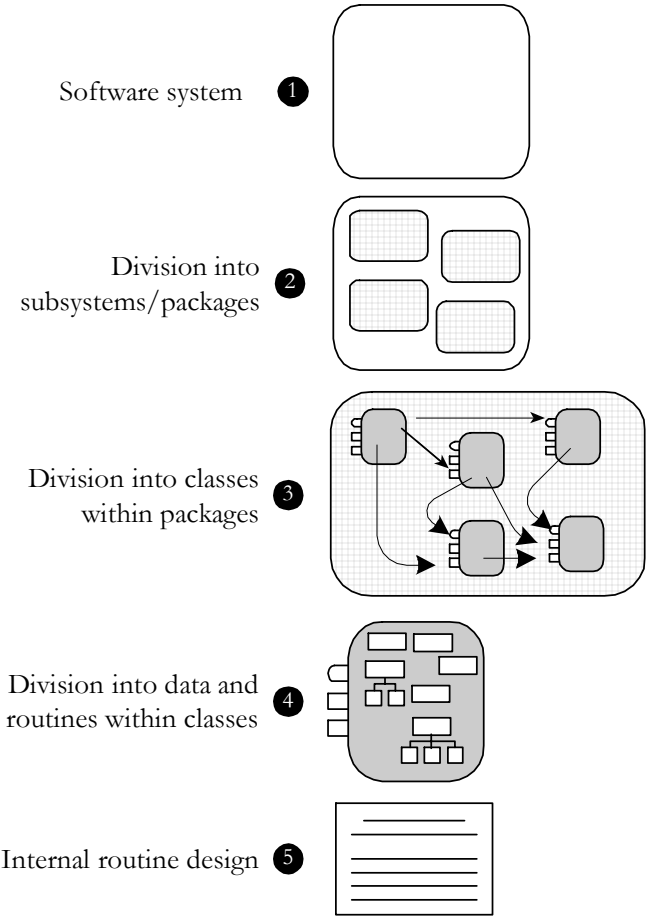 Software system 1
Division into
subsystems/packages 2
Division into classes
within packages 3
Division into data and
routines within classes 4
Internal routine design 5